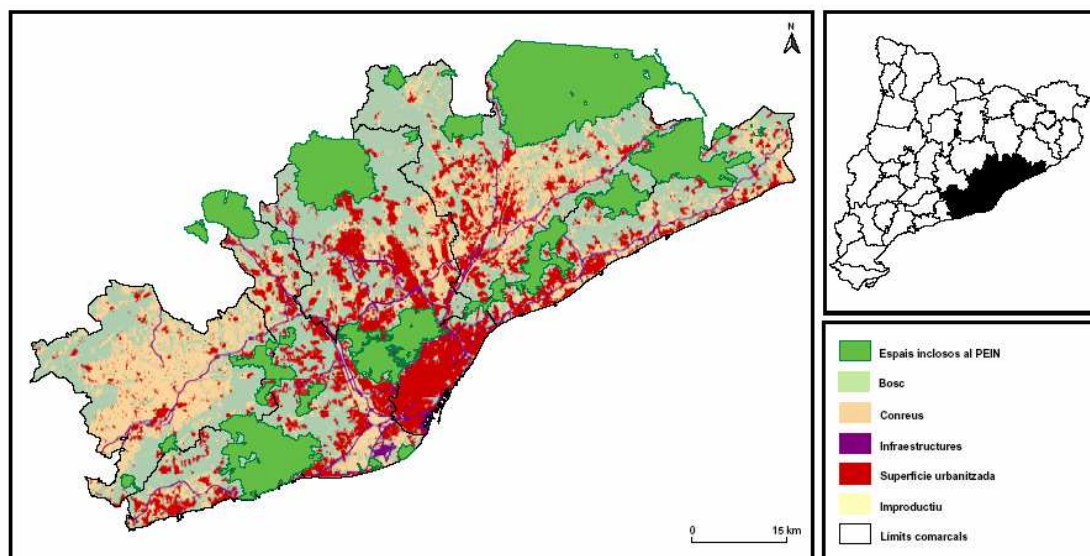 N
0 15 km
Espais inclosos al PEIN
Bosc
Conreus
Infraestructures
Superfície urbanitzada
Improductiu
Límits comarcals